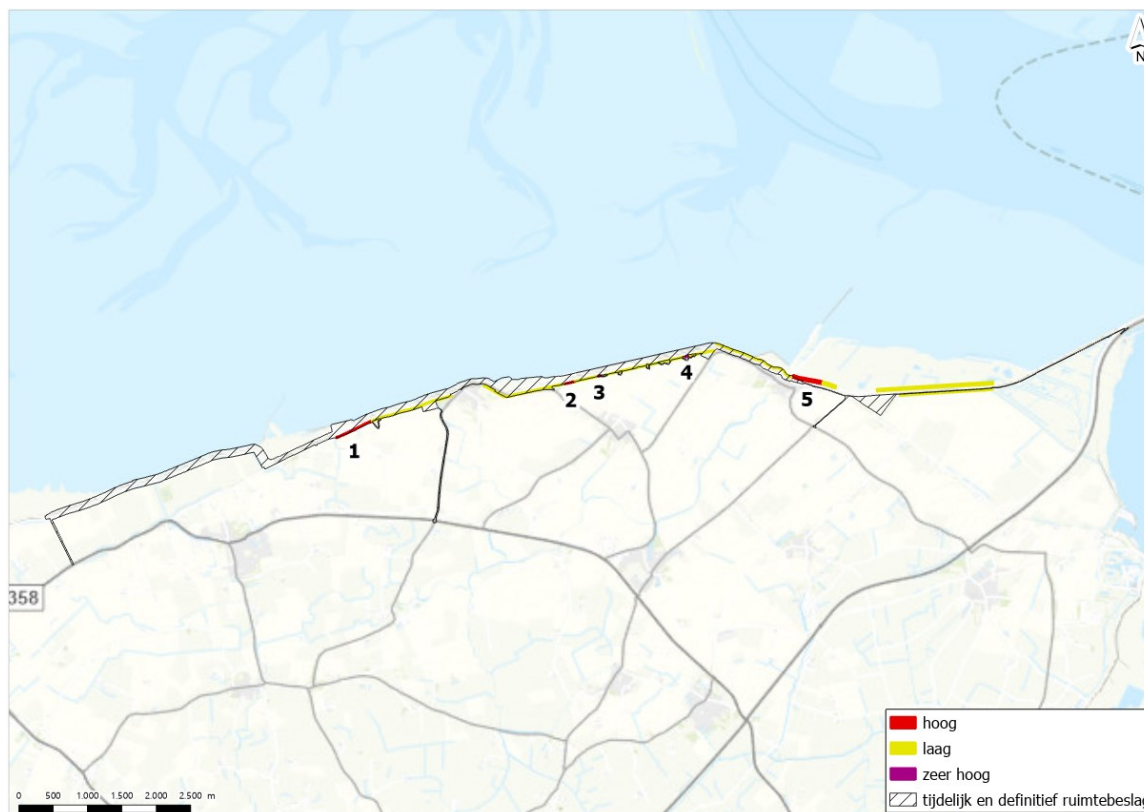 N
4
2
3
5
1
358
hoog
laag
zeer hoog
tijdelijk en definitief ruimtebeslag
0 500 1.000 1.500 2.000 2.500 m